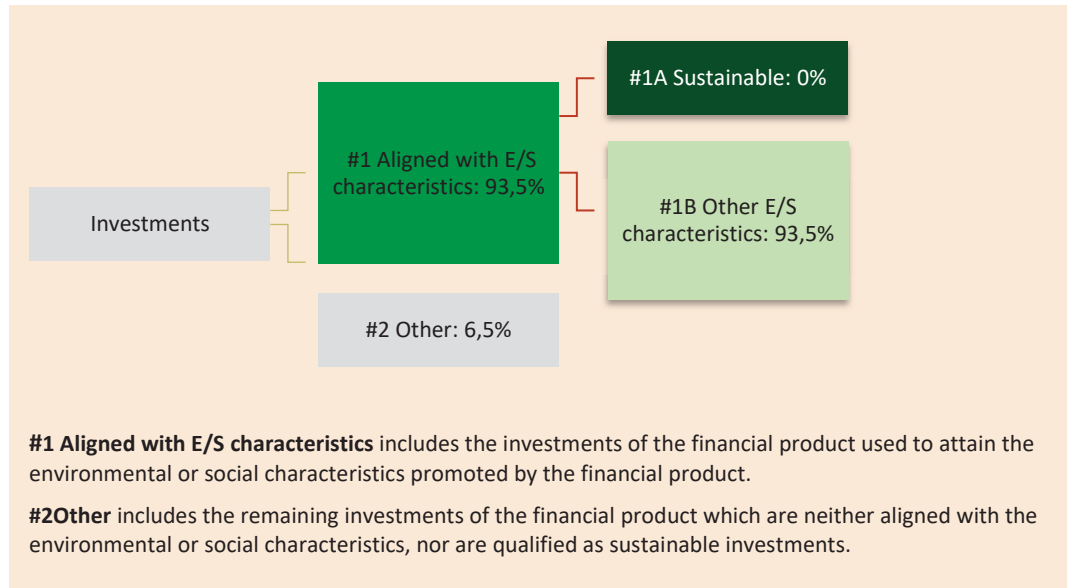 #1A Sustainable: 0%
#1 Aligned with E/S
characteristics: 93,5%
Investments
#1B Other E/S
characteristics: 93,5%
#2 Other: 6,5%
#1 Aligned with E/S characteristics includes the investments of the financial product used to attain the
environmental or social characteristics promoted by the financial product.
#2Other includes the remaining investments of the financial product which are neither aligned with the
environmental or social characteristics, nor are qualified as sustainable investments.